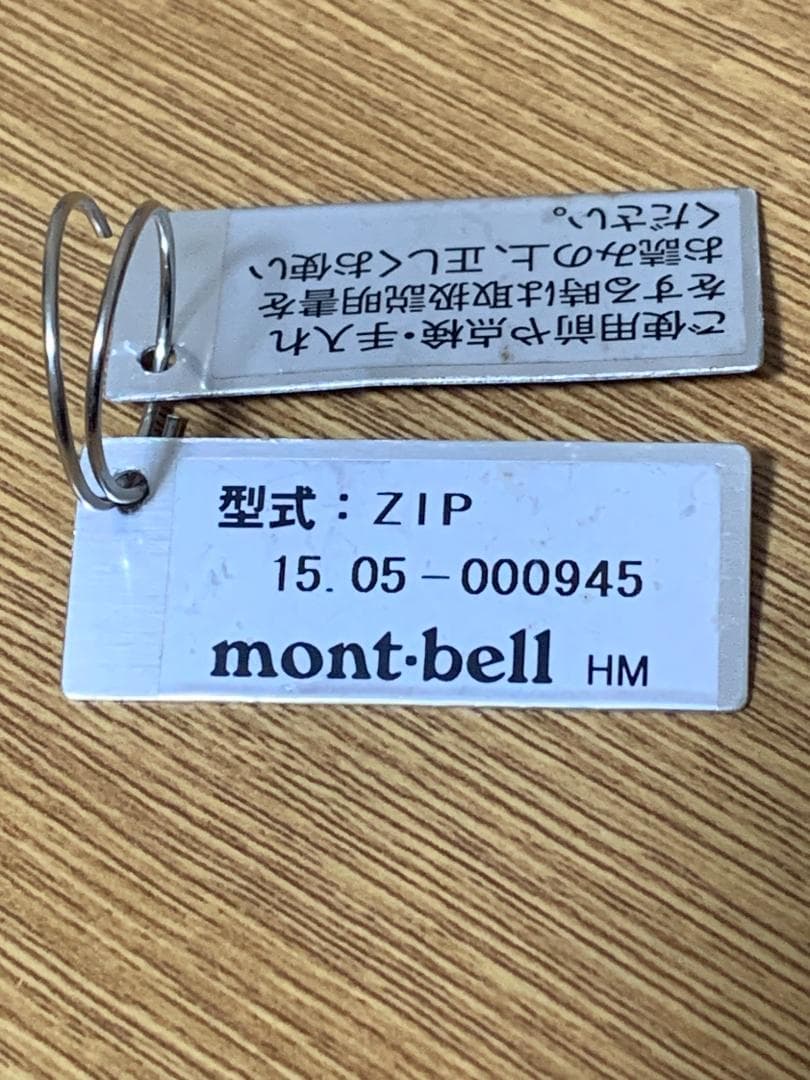 ご使用前や点検・手入れ
をする時は取扱説明書を
お読みの上、正しくお使い
ください。
型式：ZIP
15.05-000945
mont・bell HM